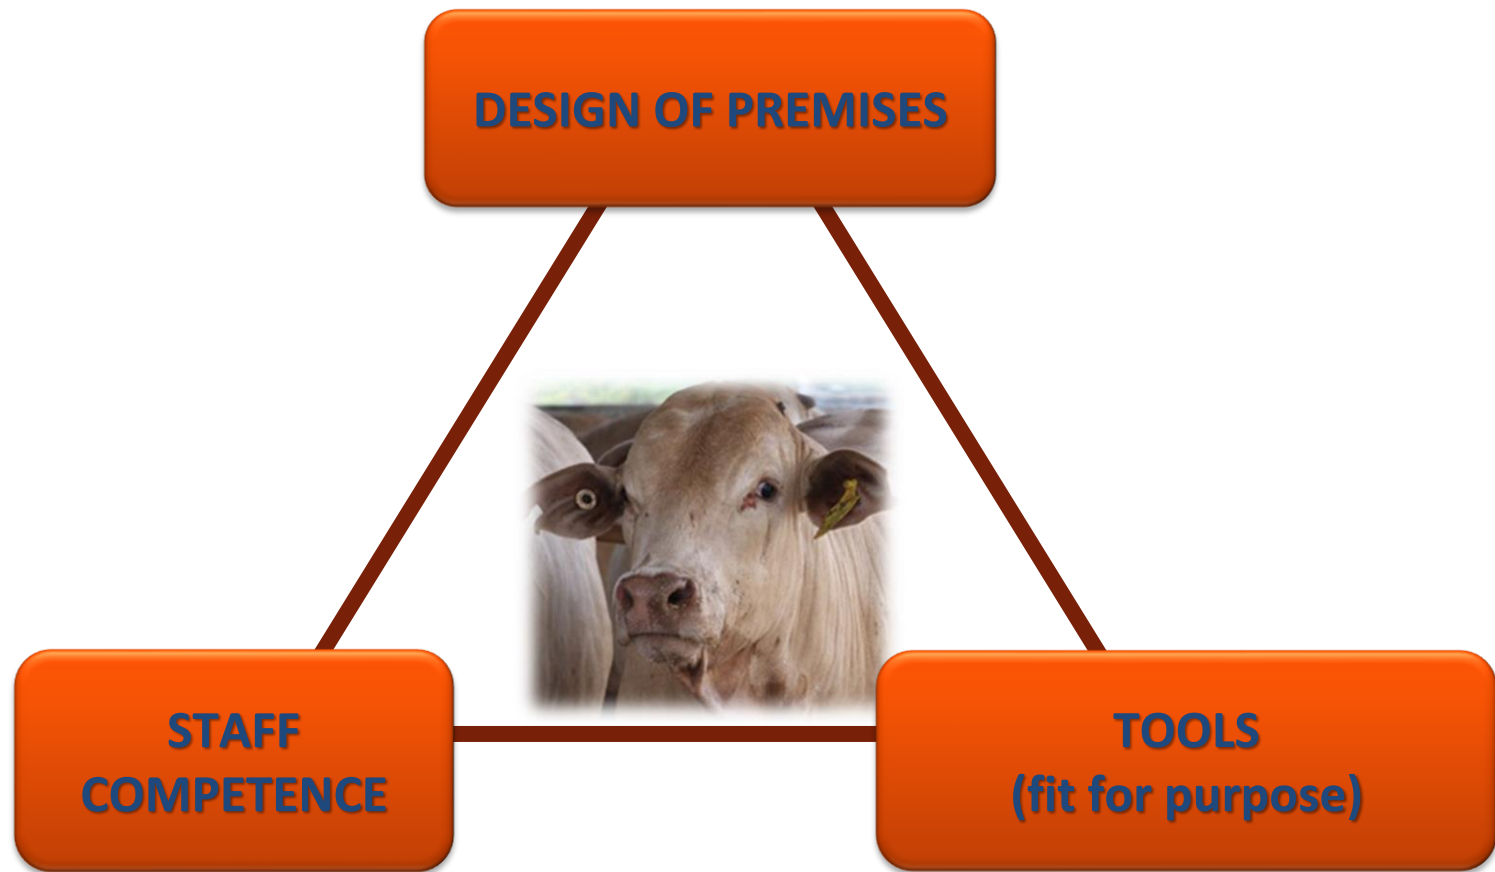 DESIGN OF PREMISES
STAFF
COMPETENCE
TOOLS
(fit for purpose)